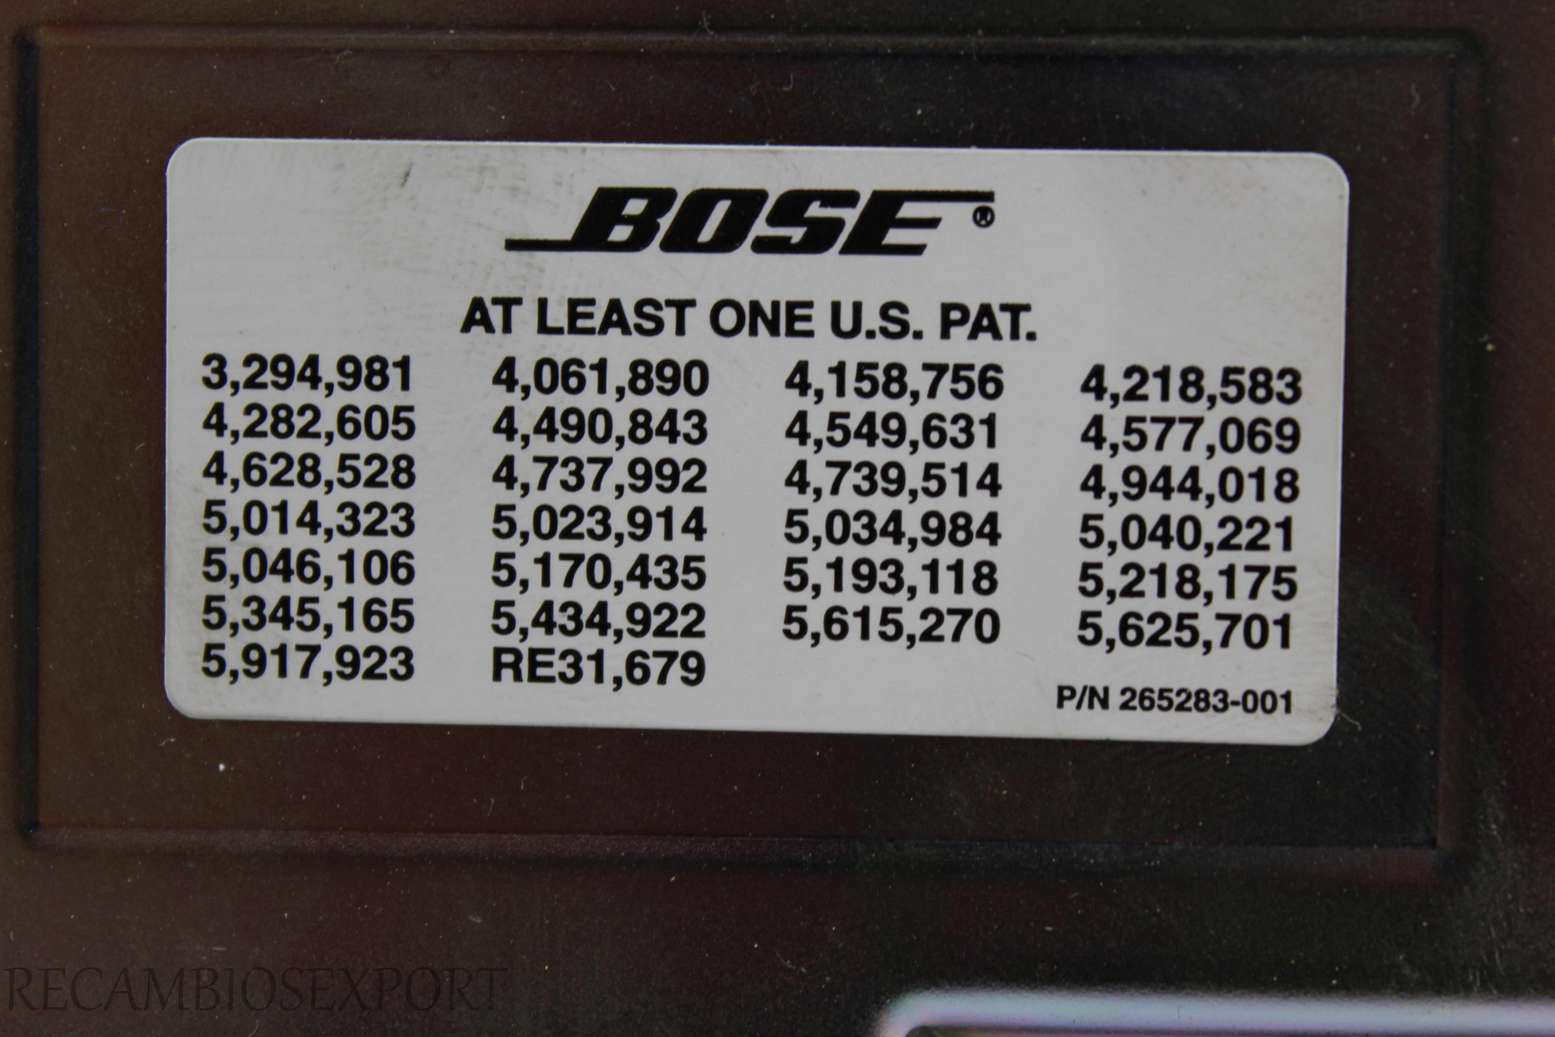 BOSE®
AT LEAST ONE U.S. PAT.
3,294,981 4,061,890 4,158,756 4,218,583
4,282,605 4,490,843 4,549,631 4,577,069
4,628,528 4,737,992 4,739,514 4,944,018
5,014,323 5,023,914 5,034,984 5,040,221
5,046,106 5,170,435 5,193,118 5,218,175
5,345,165 5,434,922 5,615,270 5,625,701
5,917,923 RE31,679
P/N 265283-001
RECAMBIOSEXPORT